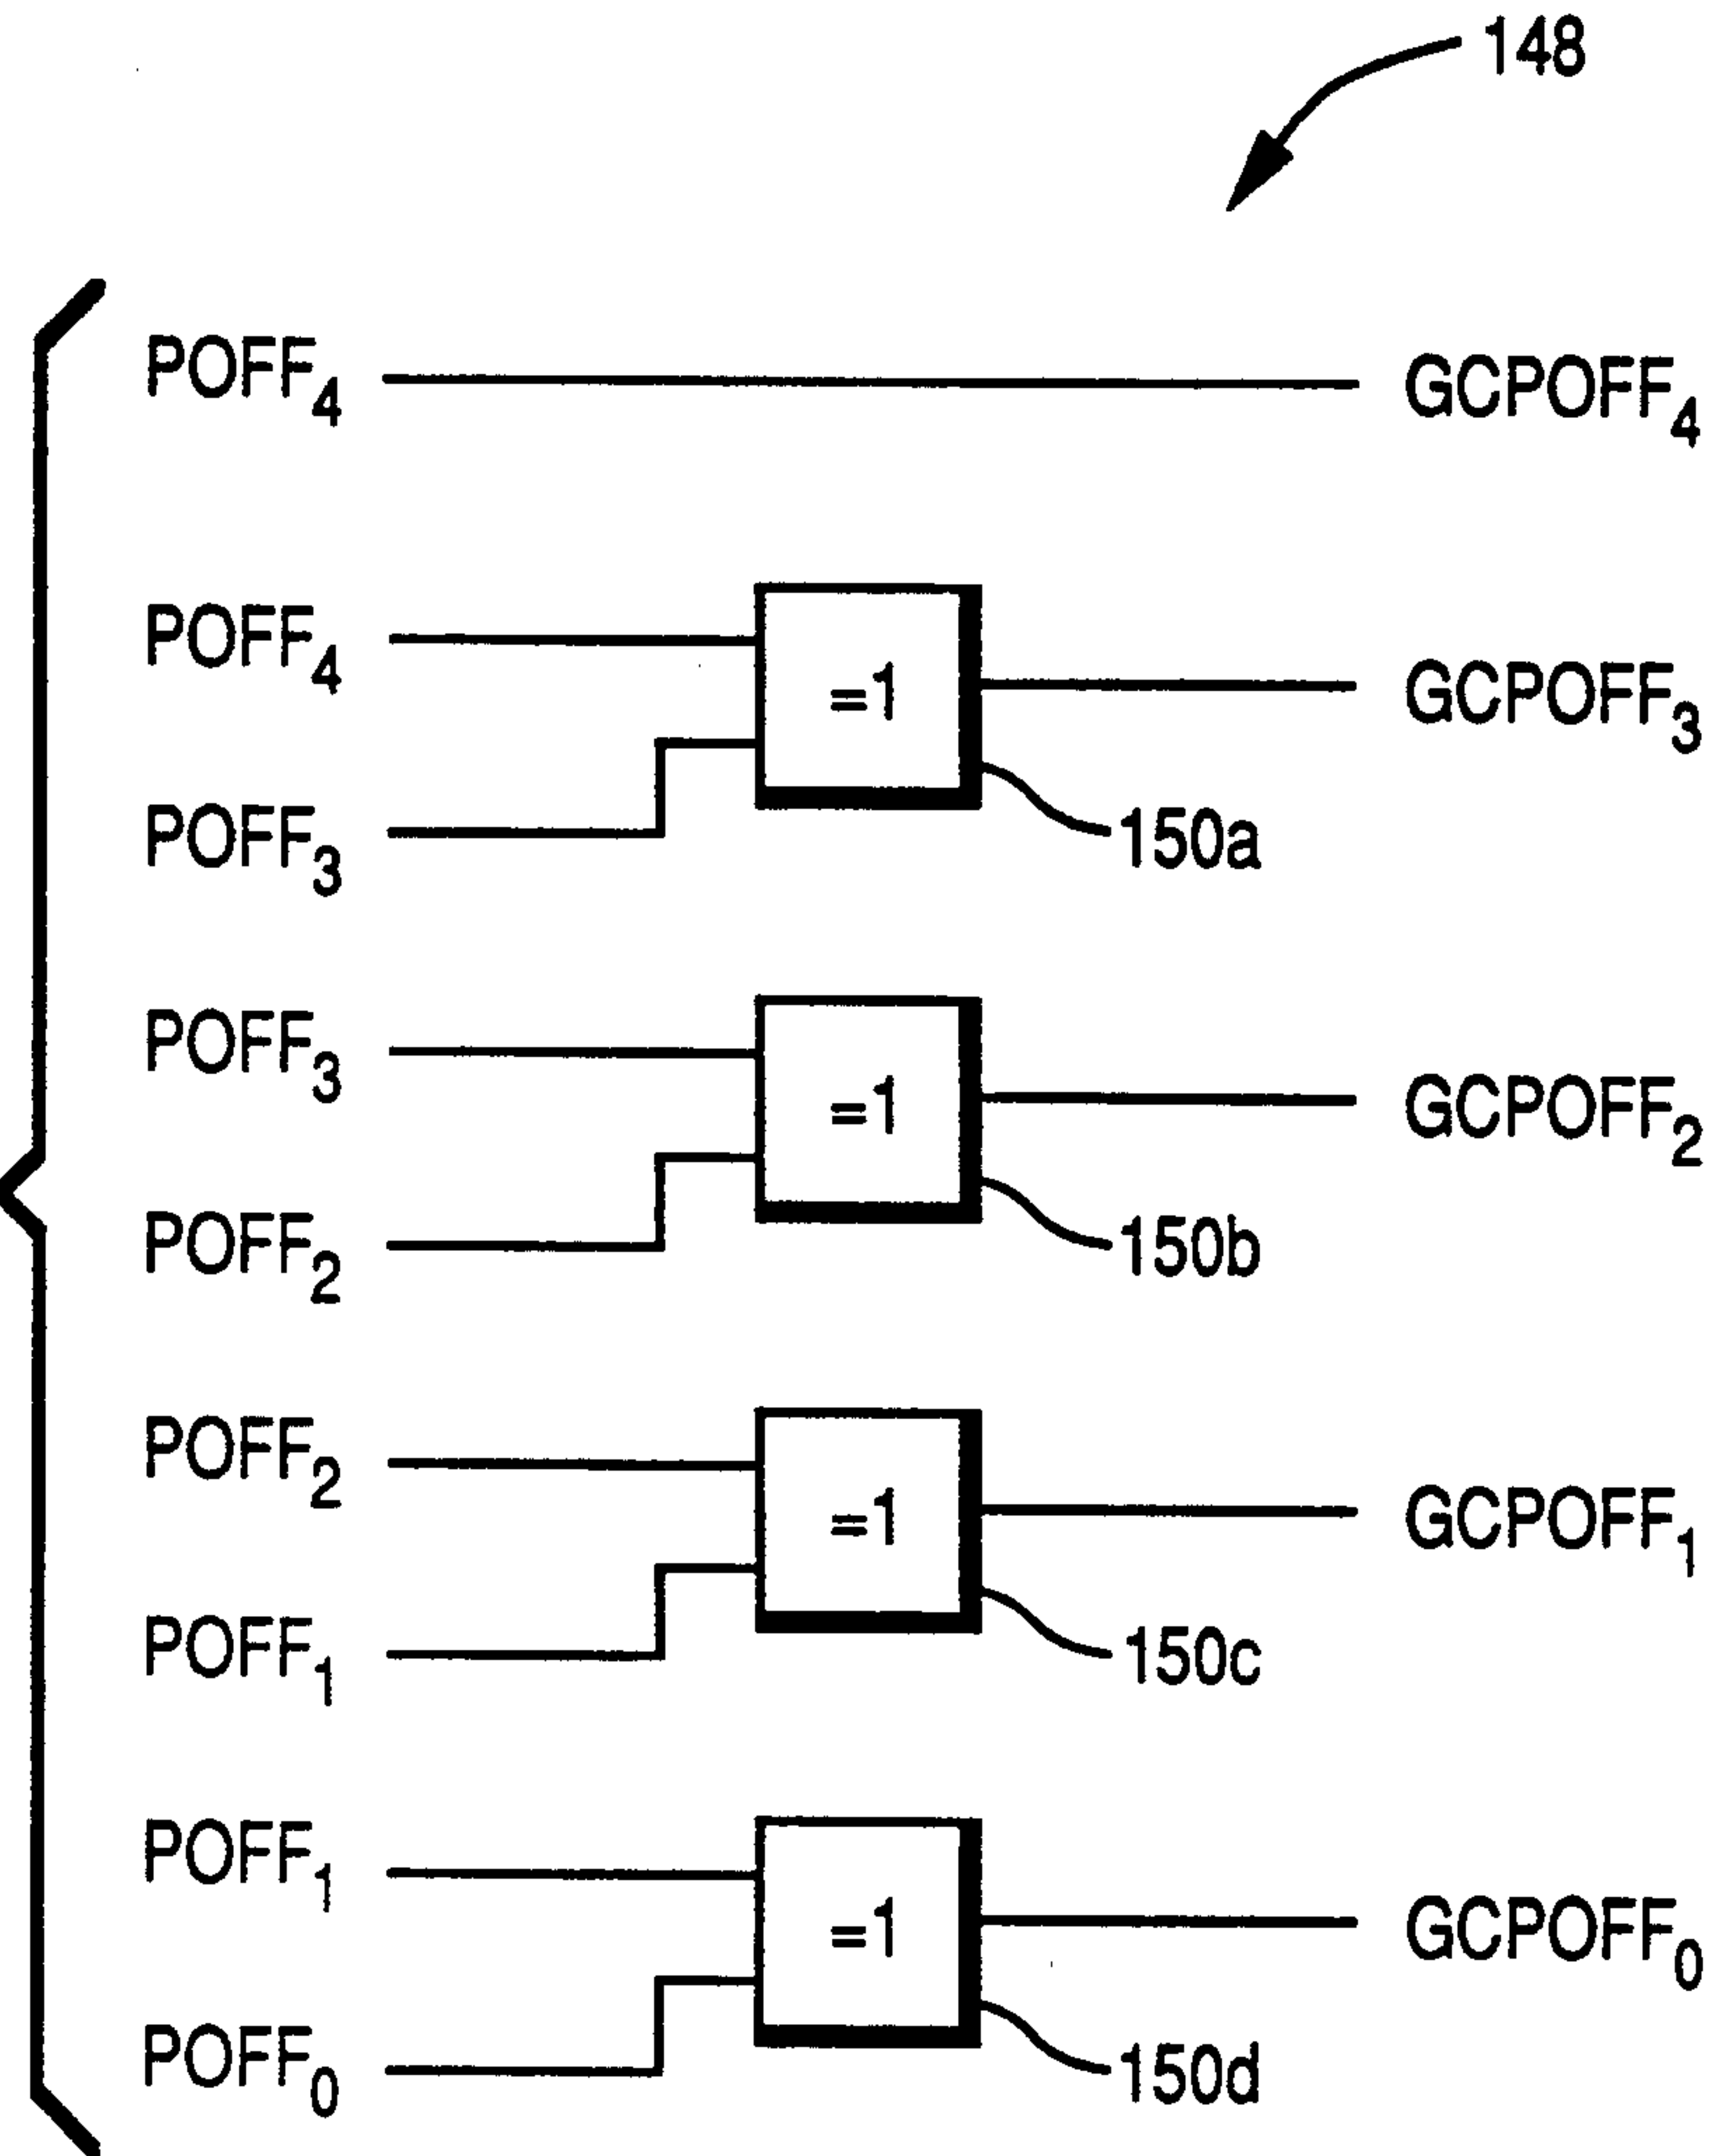 148
POFF₄ GCPOFF₄
POFF₄
=1 GCPOFF₃
POFF₃ 150a
POFF₃
=1 GCPOFF₂
POFF₂ 150b
POFF₂
=1 GCPOFF₁
POFF₁ 150c
POFF₁
=1 GCPOFF₀
POFF₀ 150d